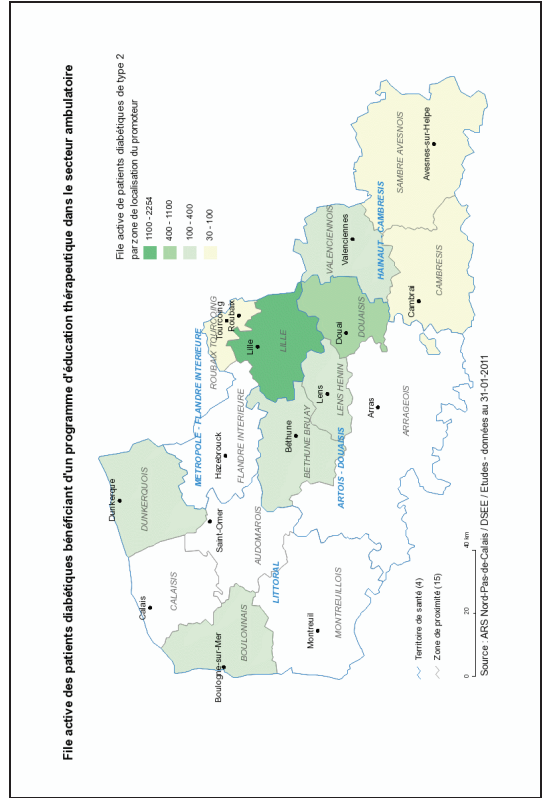 File active des patients diabétiques bénéficiant d'un programme d'éducation thérapeutique dans le secteur ambulatoire
File active de patients diabétiques de type 2
par zone de localisation du promoteur
1100 - 2254
400 - 1100
100 - 400
30 - 100
Dunkerque
DUNKERQUOIS
Calais
CALAISIS
Saint-Omer
AUDOMAROIS
Boulogne-sur-Mer
BOULONNAIS
LITTORAL
Montreuil
MONTREUILLOIS
METROPOLE - FLANDRE INTERIEURE
Hazebrouck
FLANDRE INTERIEURE
ROUBAIX TOURCOING
Tourcoing
Roubaix
Lille
LILLE
Béthune
BETHUNE BRUAY
ARTOIS - DOUAISIS
Lens
LENS HENIN
Douai
DOUAISIS
Arras
ARRAGEOIS
VALENCIENNOIS
Valenciennes
HAINAUT - CAMBRESIS
Cambrai
CAMBRESIS
SAMBRE AVESNOIS
Avesnes-sur-Helpe
Territoire de santé (4)
Zone de proximité (15)
0 20 40 km
Source : ARS Nord-Pas-de-Calais / DSEE / Etudes - données au 31-01-2011